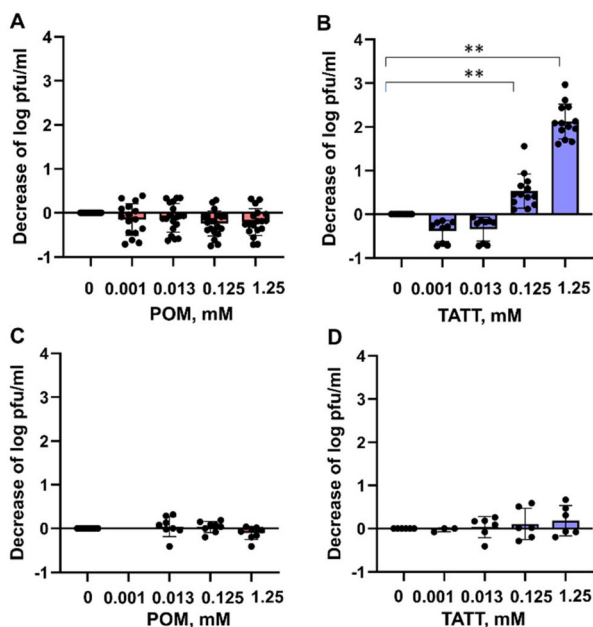 A
Decrease of log pfu/ml
4
3
2
1
0
-1
0 0.001 0.013 0.125 1.25
POM, mM
B
Decrease of log pfu/ml
4
3
2
1
0
-1
**
**
0 0.001 0.013 0.125 1.25
TATT, mM
C
Decrease of log pfu/ml
4
3
2
1
0
-1
0 0.001 0.013 0.125 1.25
POM, mM
D
Decrease of log pfu/ml
4
3
2
1
0
-1
0 0.001 0.013 0.125 1.25
TATT, mM